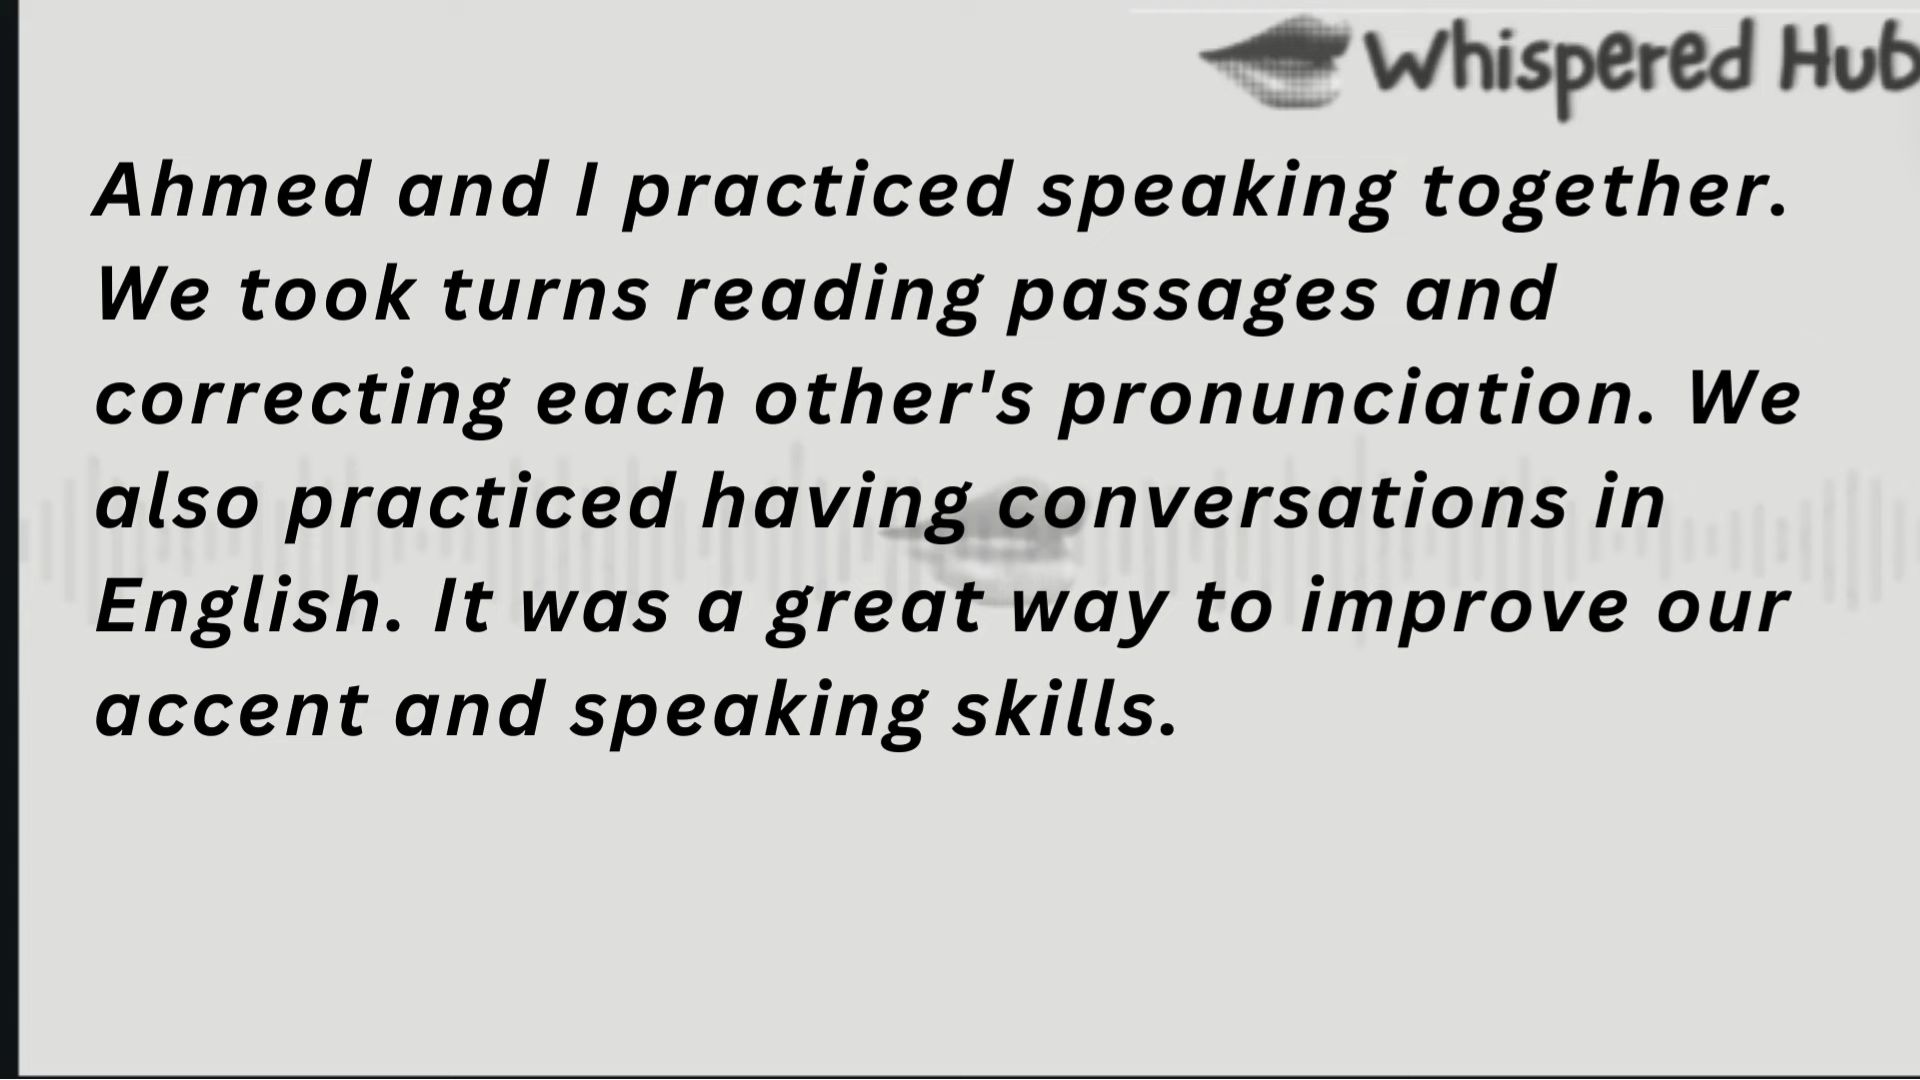 Whispered Hub
Ahmed and I practiced speaking together.
We took turns reading passages and
correcting each other's pronunciation. We
also practiced having conversations in
English. It was a great way to improve our
accent and speaking skills.